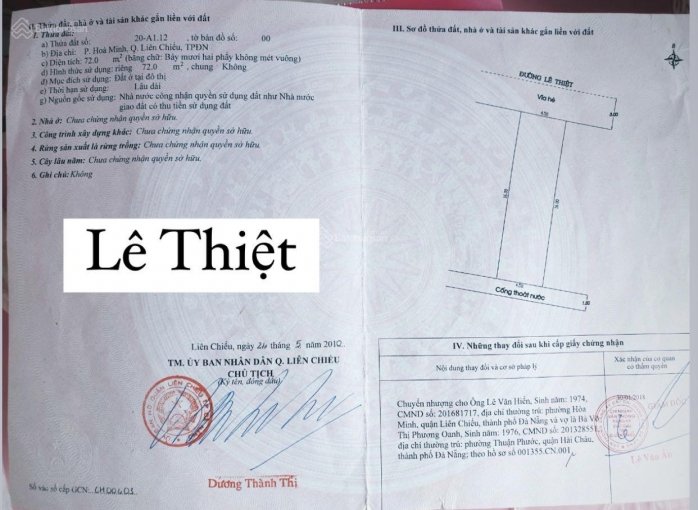 II. Thửa đất, nhà ở và tài sản khác gắn liền với đất
1. Thửa đất:
a) Thửa đất số: 20-A1.12 , tờ bản đồ số: 00
b) Địa chỉ: P. Hoà Minh, Q. Liên Chiểu, TPĐN
c) Diện tích: 72.0 m² (bằng chữ: Bảy mươi hai phẩy không mét vuông)
d) Hình thức sử dụng: riêng 72.0 m², chung Không
đ) Mục đích sử dụng: Đất ở tại đô thị
e) Thời hạn sử dụng: Lâu dài
g) Nguồn gốc sử dụng: Nhà nước công nhận quyền sử dụng đất như Nhà nước
giao đất có thu tiền sử dụng đất
2. Nhà ở: Chưa chứng nhận quyền sở hữu.
3. Công trình xây dựng khác: Chưa chứng nhận quyền sở hữu.
4. Rừng sản xuất là rừng trồng: Chưa chứng nhận quyền sở hữu.
5. Cây lâu năm: Chưa chứng nhận quyền sở hữu.
6. Ghi chú: Không
Lê Thiệt
Liên Chiểu, ngày tháng 5 năm 2010
TM. ỦY BAN NHÂN DÂN Q. LIÊN CHIỂU
CHỦ TỊCH
(Ký tên, đóng dấu)
Dương Thành Thị
Số vào sổ cấp GCN:
III. Sơ đồ thửa đất, nhà ở và tài sản khác gắn liền với đất
ĐƯỜNG LÊ THIỆT
Vỉa hè
4.50
16.00
16.00
4.50
Cống thoát nước
IV. Những thay đổi sau khi cấp giấy chứng nhận
Nội dung thay đổi và cơ sở pháp lý
Xác nhận của cơ quan
có thẩm quyền
Chuyển nhượng cho Ông Lê Văn Hiền, Sinh năm: 1974,
CMND số: 201681717, địa chỉ thường trú: phường Hòa
Minh, quận Liên Chiểu, thành phố Đà Nẵng và vợ là Bà Võ
Thị Phương Oanh, Sinh năm: 1976, CMND số: 201328551,
địa chỉ thường trú: phường Thuận Phước, quận Hải Châu,
thành phố Đà Nẵng; theo hồ sơ số 001355.CN.001
Lê Văn